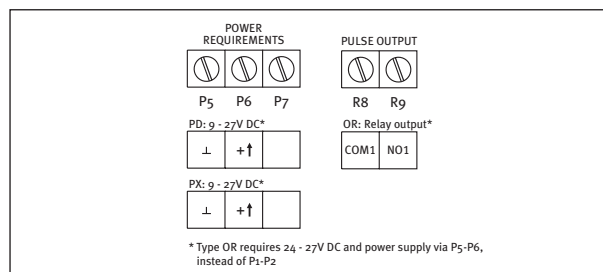 POWER
REQUIREMENTS
PULSE OUTPUT
P5 P6 P7
R8 R9
PD: 9 - 27V DC*
OR: Relay output*
⊥ +↑
COM1 NO1
PX: 9 - 27V DC*
⊥ +↑
* Type OR requires 24 - 27V DC and power supply via P5-P6,
instead of P1-P2